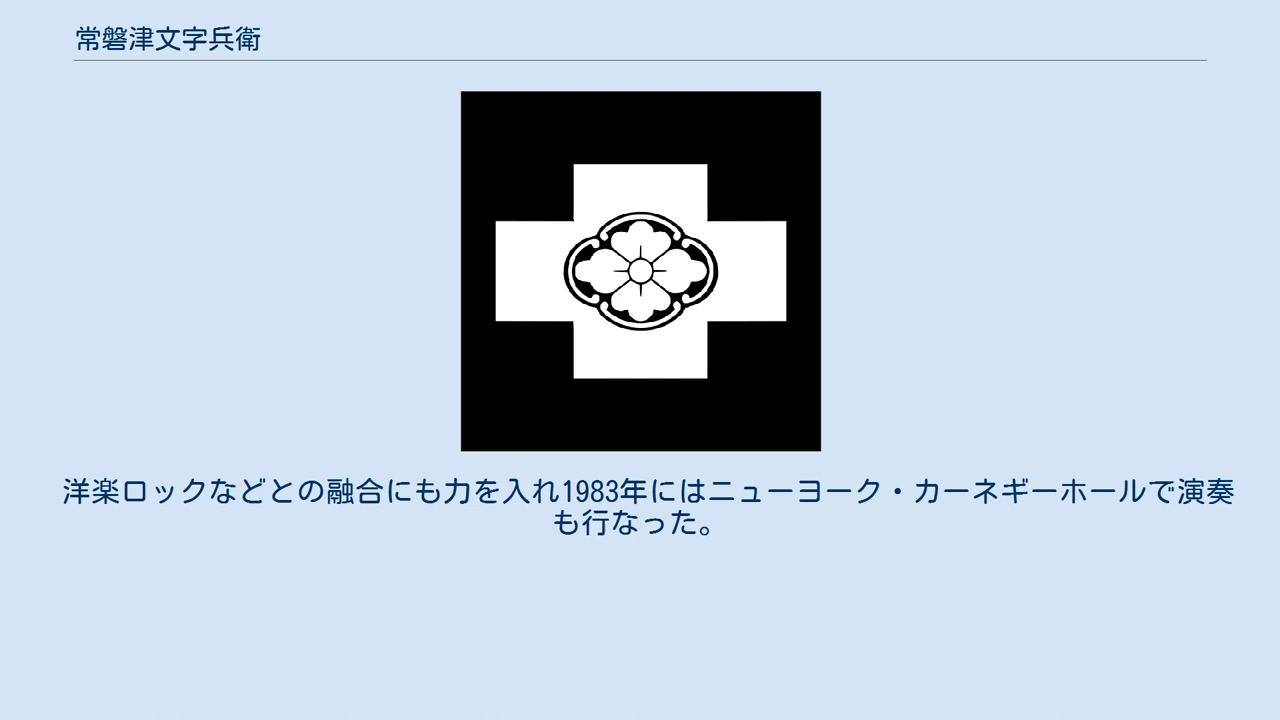 常磐津文字兵衛
洋楽ロックなどとの融合にも力を入れ1983年にはニューヨーク・カーネギーホールで演奏
も行なった。